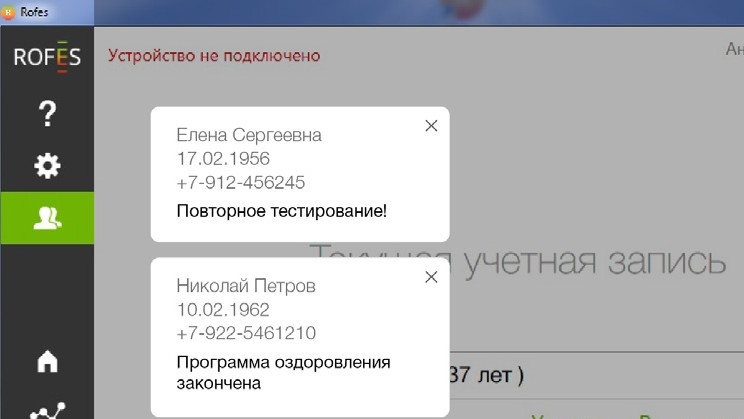 Rofes
ROFES
Устройство не подключено
Ан
Елена Сергеевна
17.02.1956
+7-912-456245
Повторное тестирование!
учетная запись
Николай Петров
10.02.1962
+7-922-5461210
Программа оздоровления
закончена
37 лет )